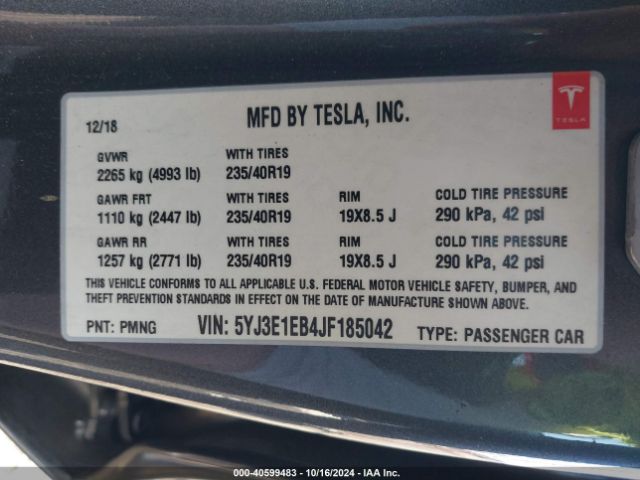 12/18
MFD BY TESLA, INC.
TESLA
GVWR WITH TIRES
2265 kg (4993 lb) 235/40R19
GAWR FRT WITH TIRES RIM COLD TIRE PRESSURE
1110 kg (2447 lb) 235/40R19 19X8.5 J 290 kPa, 42 psi
GAWR RR WITH TIRES RIM COLD TIRE PRESSURE
1257 kg (2771 lb) 235/40R19 19X8.5 J 290 kPa, 42 psi
THIS VEHICLE CONFORMS TO ALL APPLICABLE U.S. FEDERAL MOTOR VEHICLE SAFETY, BUMPER, AND
THEFT PREVENTION STANDARDS IN EFFECT ON THE DATE OF MANUFACTURE SHOWN ABOVE.
PNT: PMNG VIN: 5YJ3E1EB4JF185042 TYPE: PASSENGER CAR
000-40599483 - 10/16/2024 - IAA Inc.